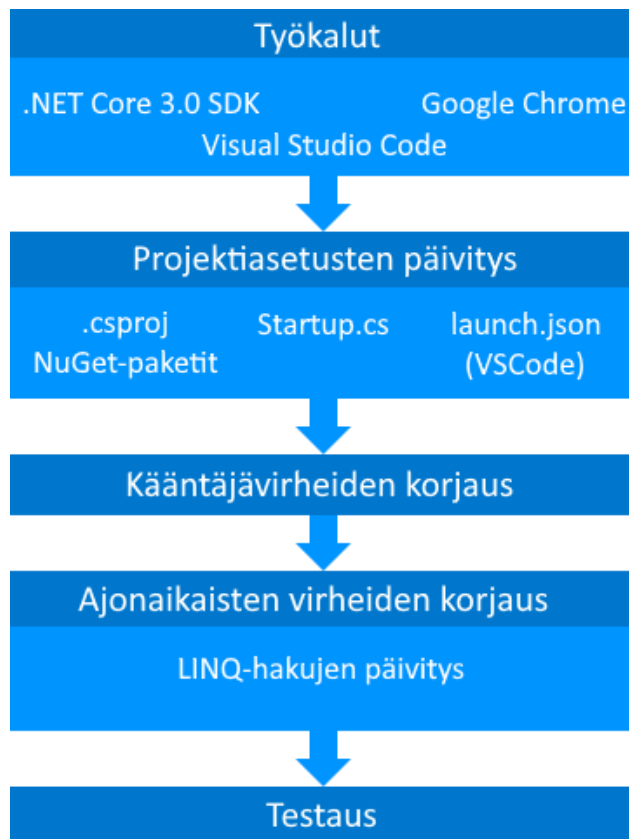 Työkalut
.NET Core 3.0 SDK
Google Chrome
Visual Studio Code
Projektiasetusten päivitys
.csproj
NuGet-paketit
Startup.cs
launch.json
(VSCode)
Kääntäjävirheiden korjaus
Ajonaikaisten virheiden korjaus
LINQ-hakujen päivitys
Testaus